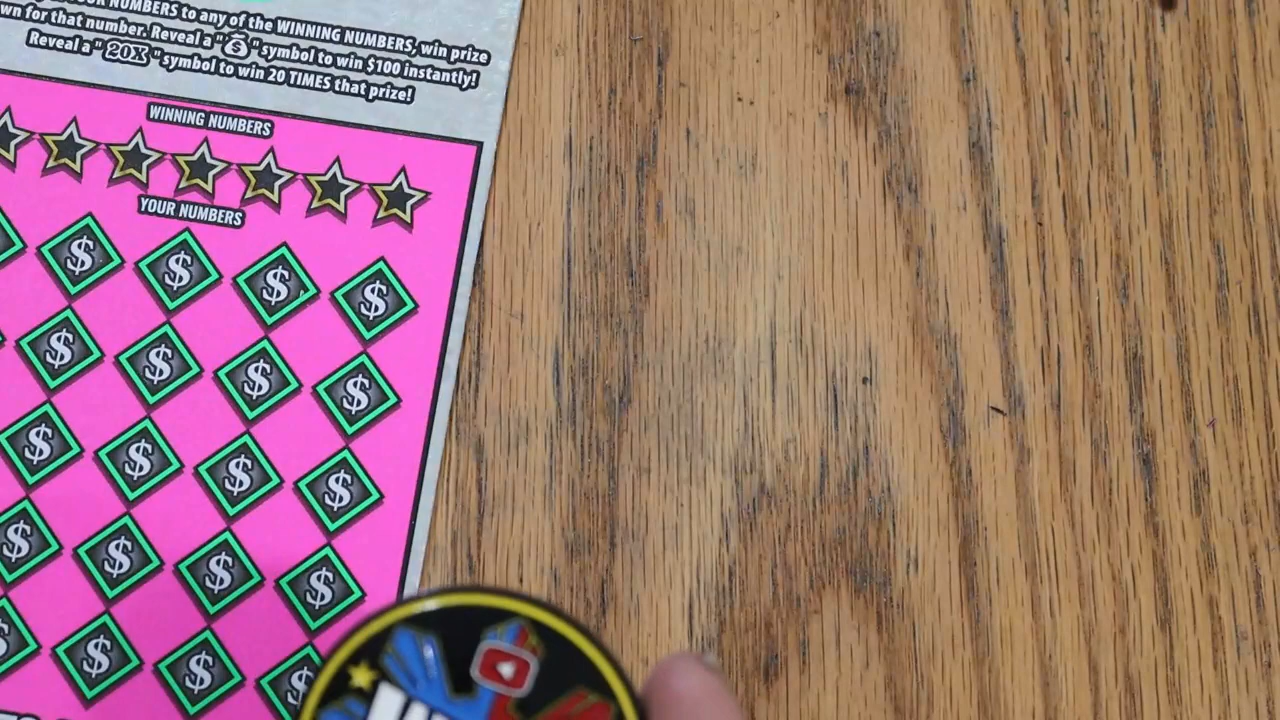 NUMBERS to any of the WINNING NUMBERS, win prize
wn for that number. Reveal a "$" symbol to win $100 instantly!
Reveal a "20X" symbol to win 20 TIMES that prize!
WINNING NUMBERS
YOUR NUMBERS
$ $ $ $
$ $ $ $
$ $ $ $
$ $ $ $
$ $ $ $